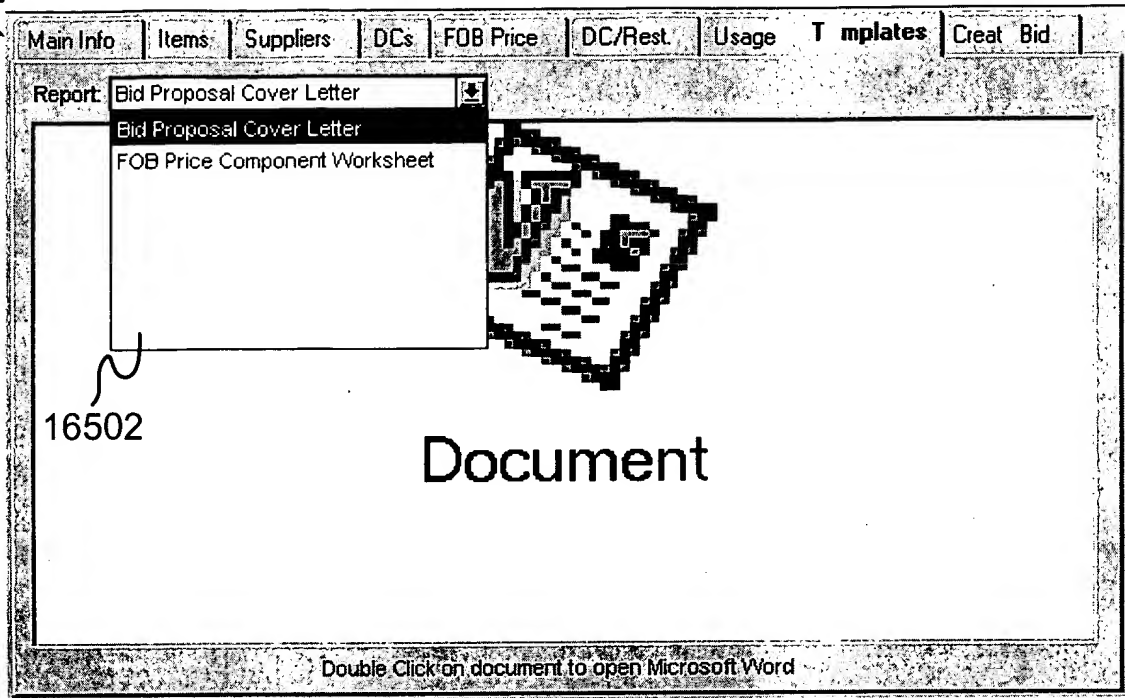 Main Info Items Suppliers DCs FOB Price DC/Rest. Usage T mplates Creat Bid
Report: Bid Proposal Cover Letter
Bid Proposal Cover Letter
FOB Price Component Worksheet
16502
Document
Double Click on document to open Microsoft Word